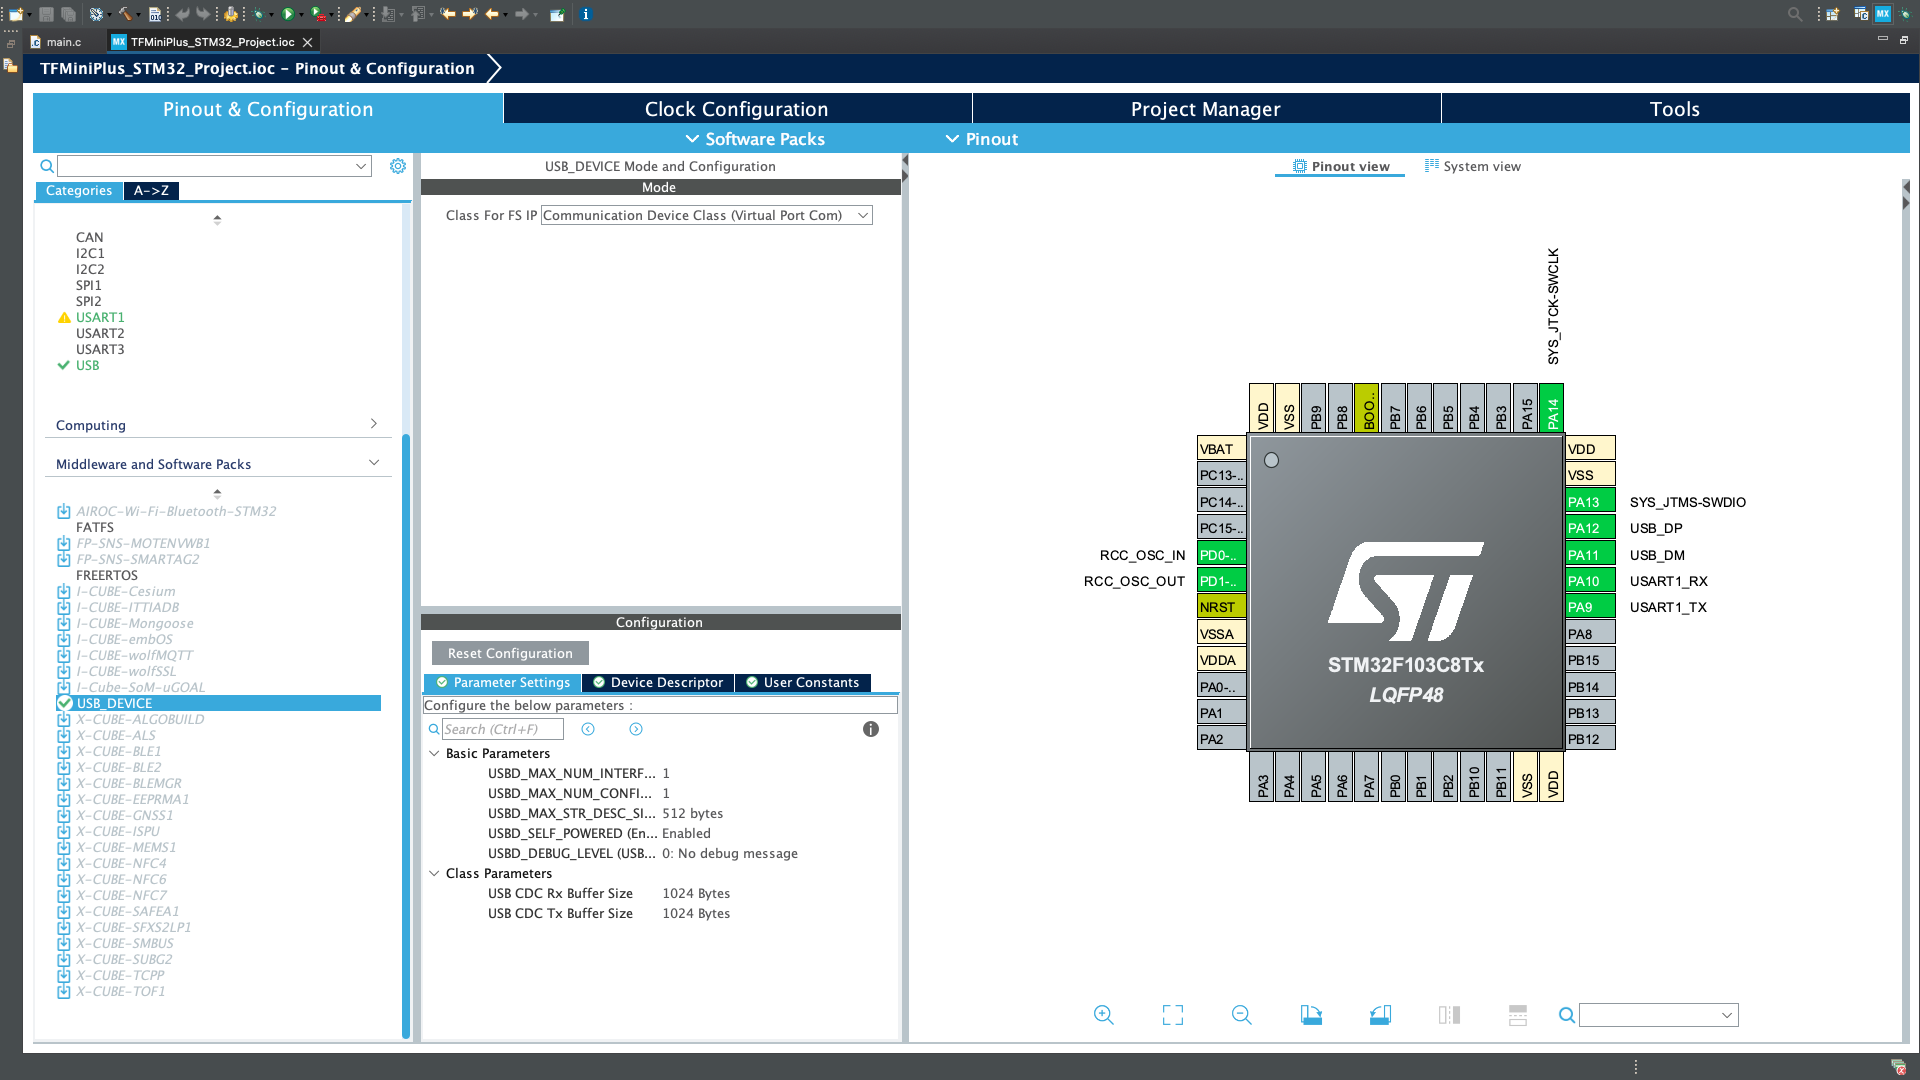 main.c
MX TFMiniPlus_STM32_Project.ioc
MX
TFMiniPlus_STM32_Project.ioc – Pinout & Configuration
Pinout & Configuration
Clock Configuration
Project Manager
Tools
Software Packs
Pinout
Categories
A->Z
CAN
I2C1
I2C2
SPI1
SPI2
USART1
USART2
USART3
USB
Computing
Middleware and Software Packs
AIROC-Wi-Fi-Bluetooth-STM32
FATFS
FP-SNS-MOTENVWB1
FP-SNS-SMARTAG2
FREERTOS
I-CUBE-Cesium
I-CUBE-ITTIADB
I-CUBE-Mongoose
I-CUBE-embOS
I-CUBE-wolfMQTT
I-CUBE-wolfSSL
I-Cube-SoM-uGOAL
USB_DEVICE
X-CUBE-ALGOBUILD
X-CUBE-ALS
X-CUBE-BLE1
X-CUBE-BLE2
X-CUBE-BLEMGR
X-CUBE-EEPRMA1
X-CUBE-GNSS1
X-CUBE-ISPU
X-CUBE-MEMS1
X-CUBE-NFC4
X-CUBE-NFC6
X-CUBE-NFC7
X-CUBE-SAFEA1
X-CUBE-SFXS2LP1
X-CUBE-SMBUS
X-CUBE-SUBG2
X-CUBE-TCPP
X-CUBE-TOF1
USB_DEVICE Mode and Configuration
Mode
Class For FS IP Communication Device Class (Virtual Port Com)
Configuration
Reset Configuration
Parameter Settings
Device Descriptor
User Constants
Configure the below parameters :
Search (Ctrl+F)
Basic Parameters
USBD_MAX_NUM_INTERF... 1
USBD_MAX_NUM_CONFI... 1
USBD_MAX_STR_DESC_SI... 512 bytes
USBD_SELF_POWERED (En... Enabled
USBD_DEBUG_LEVEL (USB... 0: No debug message
Class Parameters
USB CDC Rx Buffer Size 1024 Bytes
USB CDC Tx Buffer Size 1024 Bytes
Pinout view
System view
SYS_JTCK-SWCLK
VDD
VSS
PB9
PB8
BOO..
PB7
PB6
PB5
PB4
PB3
PA15
PA14
VBAT
PC13-..
PC14-..
PC15-..
RCC_OSC_IN PD0-..
RCC_OSC_OUT PD1-..
NRST
VSSA
VDDA
PA0-..
PA1
PA2
VDD
VSS
PA13 SYS_JTMS-SWDIO
PA12 USB_DP
PA11 USB_DM
PA10 USART1_RX
PA9 USART1_TX
PA8
PB15
PB14
PB13
PB12
ST
STM32F103C8Tx
LQFP48
PA3
PA4
PA5
PA6
PA7
PB0
PB1
PB2
PB10
PB11
VSS
VDD